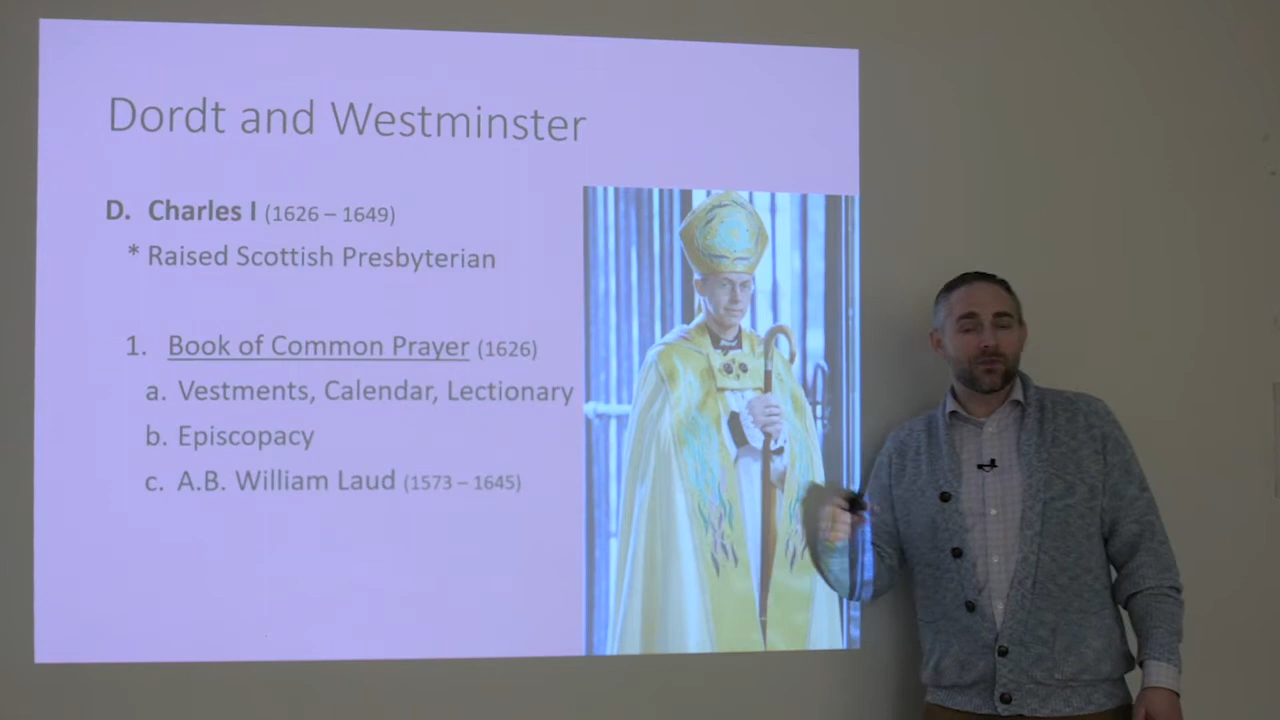 Dordt and Westminster
D. Charles I (1626 – 1649)
* Raised Scottish Presbyterian
1. Book of Common Prayer (1626)
a. Vestments, Calendar, Lectionary
b. Episcopacy
c. A.B. William Laud (1573 – 1645)